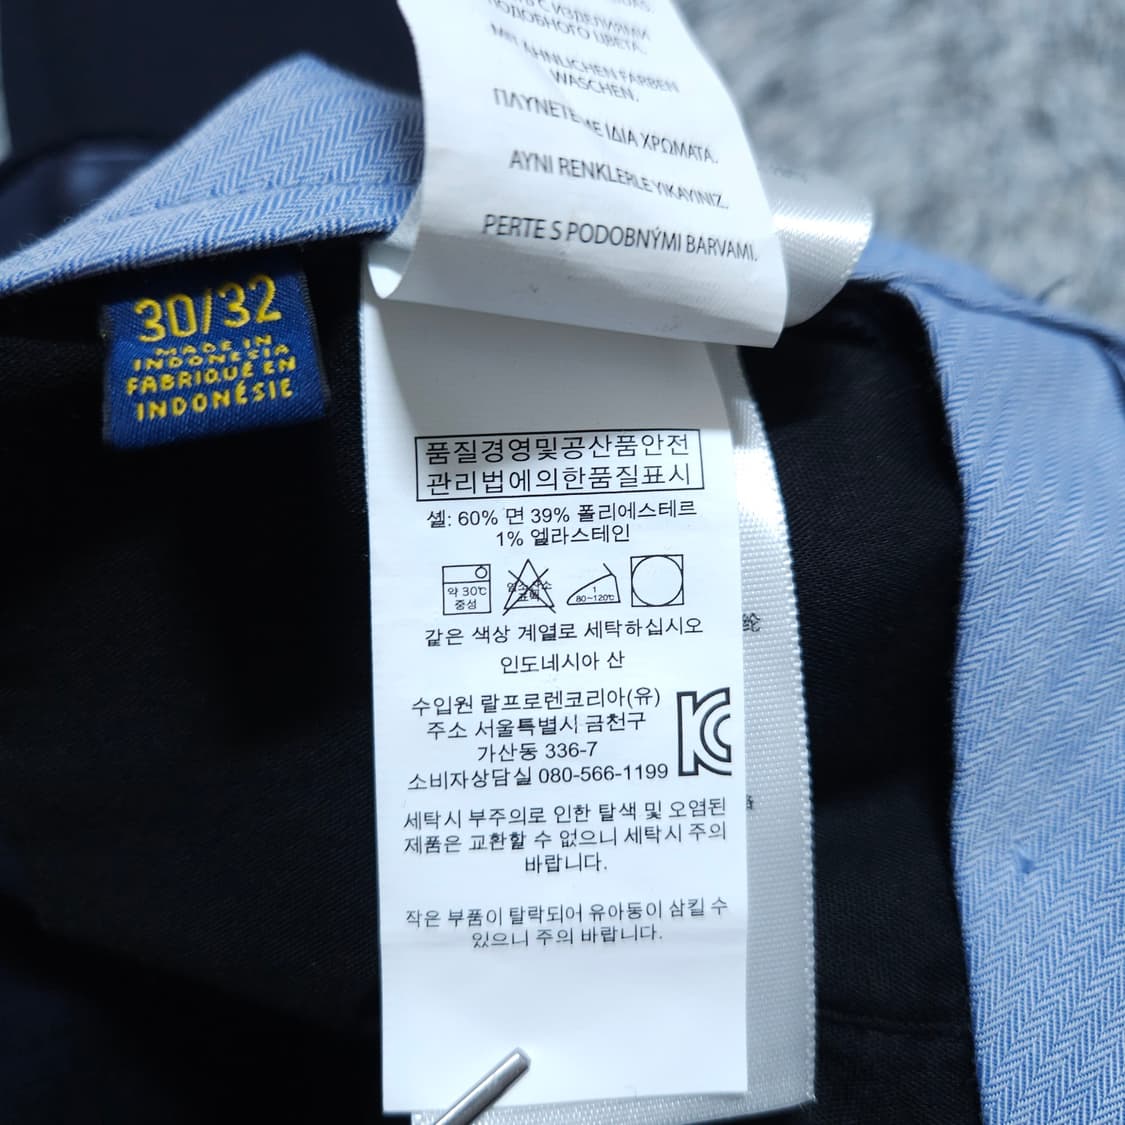 ПОДОБНОГО ЦВЕТА.
MIT ÄHNLICHEN FARBEN
WASCHEN.
ΠΛΥΝΕΤΕ ΜΕ ΙΔΙΑ ΧΡΩΜΑΤΑ.
AYNI RENKLERLE YIKAYINIZ.
PERTE S PODOBNÝMI BARVAMI.
30/32
MADE IN
INDONESIA
FABRIQUÉ EN
INDONÉSIE
품질경영및공산품안전
관리법에의한품질표시
셸: 60% 면 39% 폴리에스테르
1% 엘라스테인
약 30℃
중성
1
80~120℃
같은 색상 계열로 세탁하십시오
인도네시아 산
수입원 랄프로렌코리아(유)
주소 서울특별시 금천구
가산동 336-7
소비자상담실 080-566-1199
세탁시 부주의로 인한 탈색 및 오염된
제품은 교환할 수 없으니 세탁시 주의
바랍니다.
작은 부품이 탈락되어 유아동이 삼킬 수
있으니 주의 바랍니다.